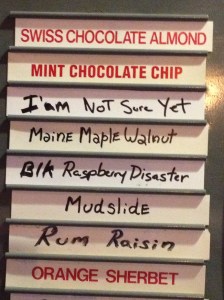 SWISS CHOCOLATE ALMOND
MINT CHOCOLATE CHIP
I'am NOT Sure Yet
Maine Maple Walnut
Blk Raspbury Disaster
Mudslide
Rum Raisin
ORANGE SHERBET